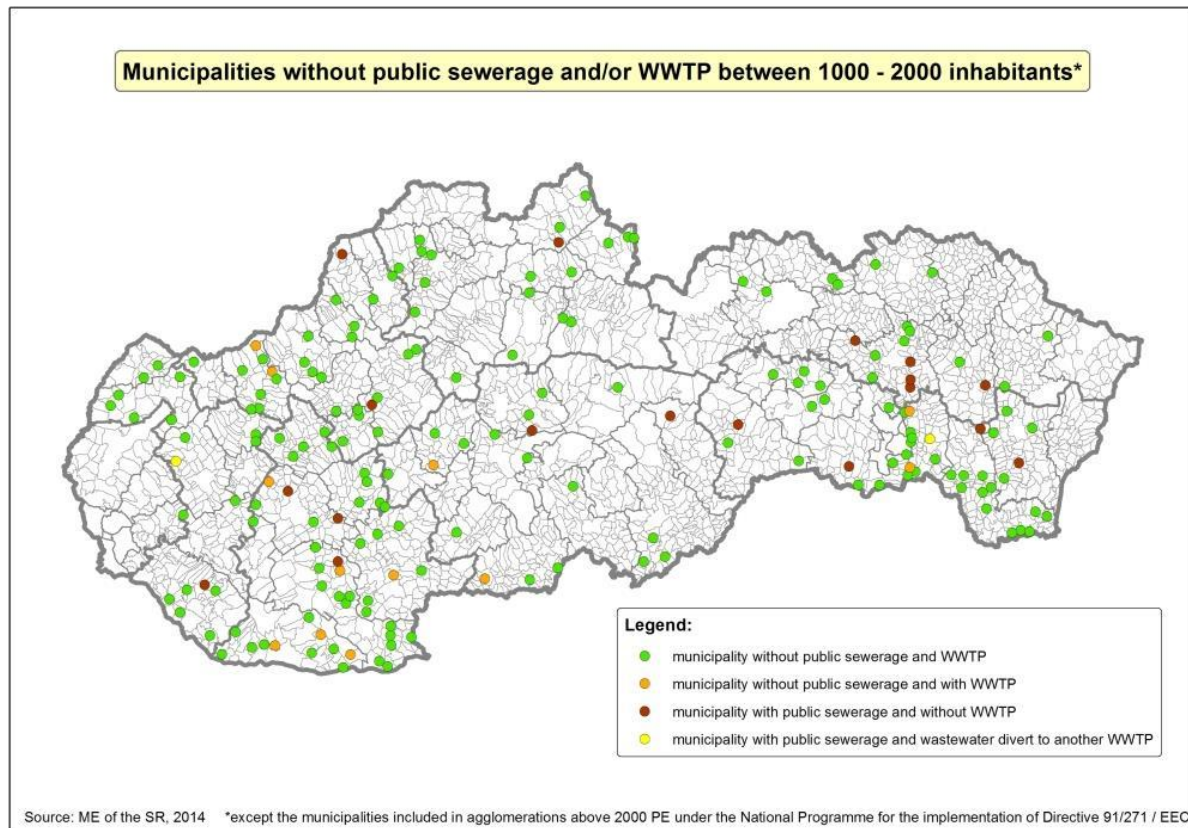 Municipalities without public sewerage and/or WWTP between 1000 - 2000 inhabitants*
Legend:
municipality without public sewerage and WWTP
municipality without public sewerage and with WWTP
municipality with public sewerage and without WWTP
municipality with public sewerage and wastewater divert to another WWTP
Source: ME of the SR, 2014 *except the municipalities included in agglomerations above 2000 PE under the National Programme for the implementation of Directive 91/271 / EEC